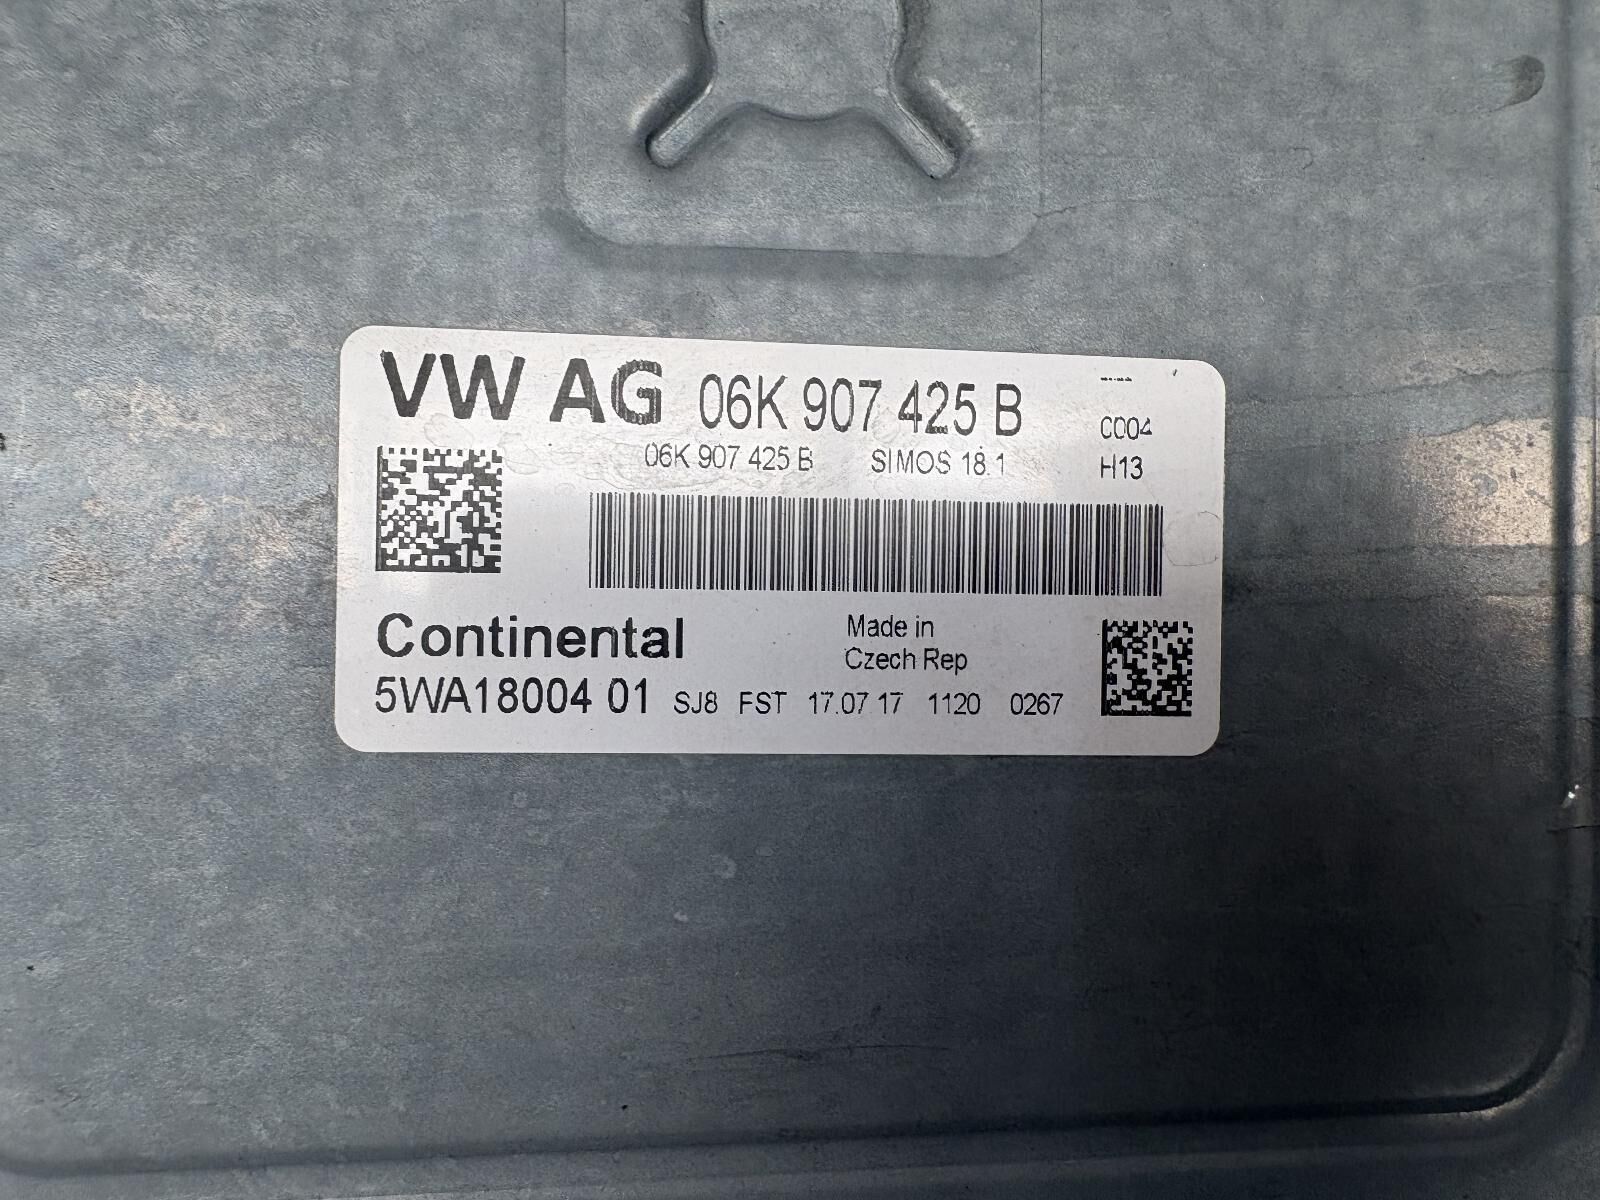 VW AG 06K 907 425 B
06K 907 425 B SIMOS 18.1
C004
H13
Continental
Made in
Czech Rep
5WA18004 01 SJ8 FST 17.07.17 1120 0267